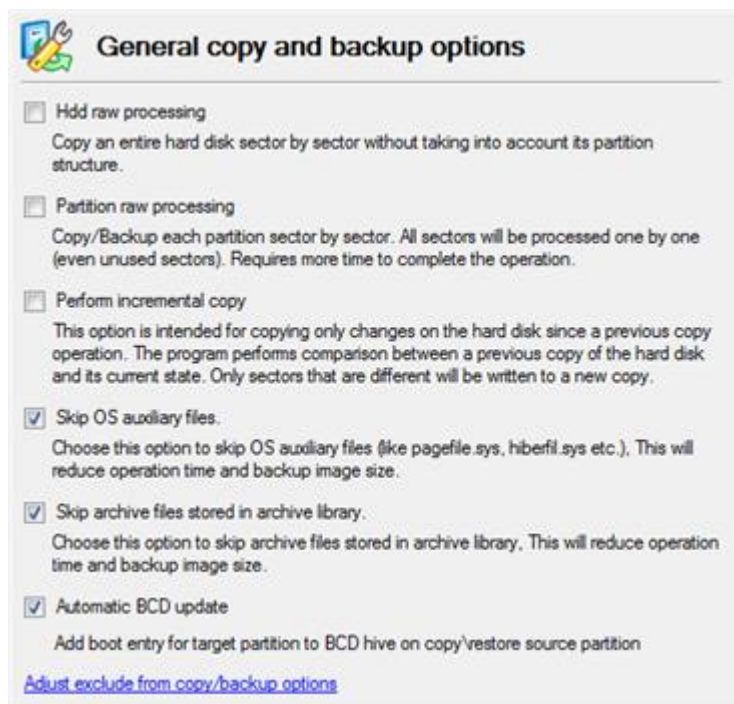 General copy and backup options
Hdd raw processing
Copy an entire hard disk sector by sector without taking into account its partition
structure.
Partition raw processing
Copy/Backup each partition sector by sector. All sectors will be processed one by one
(even unused sectors). Requires more time to complete the operation.
Perform incremental copy
This option is intended for copying only changes on the hard disk since a previous copy
operation. The program performs comparison between a previous copy of the hard disk
and its current state. Only sectors that are different will be written to a new copy.
Skip OS auxiliary files.
Choose this option to skip OS auxiliary files (like pagefile.sys, hiberfil.sys etc.), This will
reduce operation time and backup image size.
Skip archive files stored in archive library.
Choose this option to skip archive files stored in archive library, This will reduce operation
time and backup image size.
Automatic BCD update
Add boot entry for target partition to BCD hive on copy\restore source partition
Adjust exclude from copy/backup options